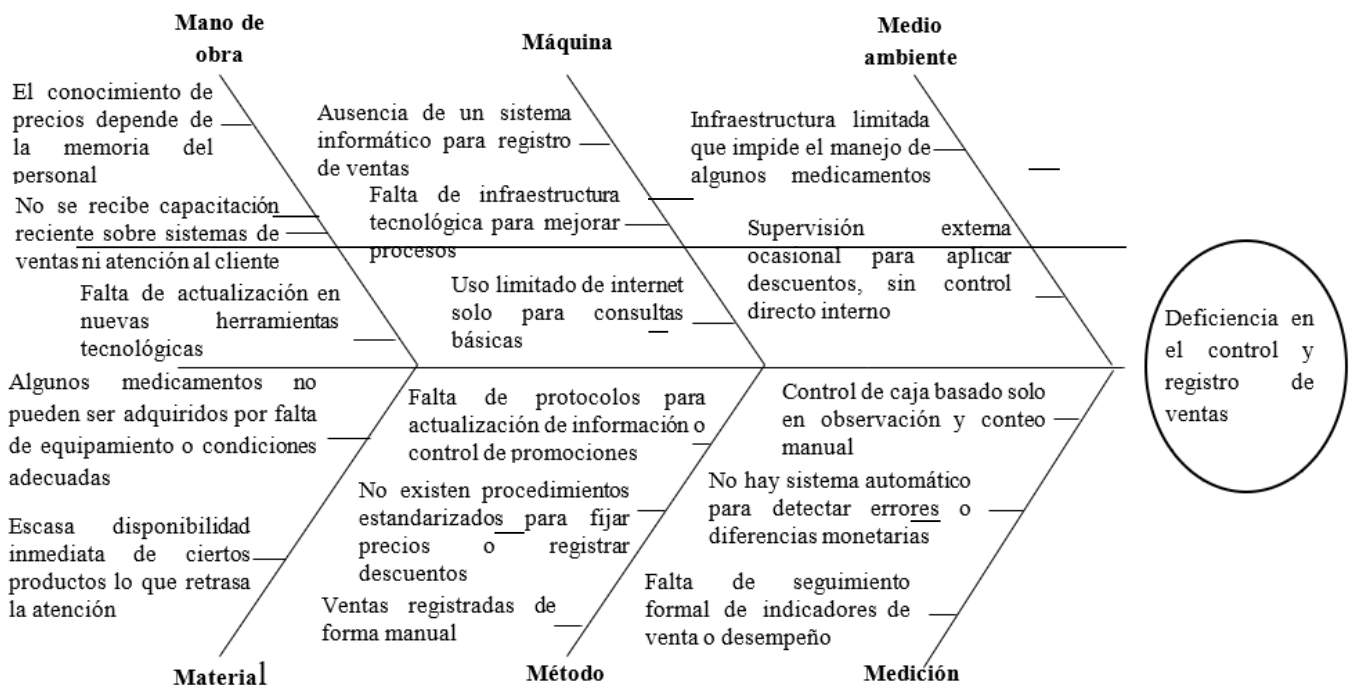 Mano de
obra
Máquina
Medio
ambiente
El conocimiento de
precios depende de
la memoria del
personal
No se recibe capacitación
reciente sobre sistemas de
ventas ni atención al cliente
Falta de actualización en
nuevas herramientas
tecnológicas
Ausencia de un sistema
informático para registro
de ventas
Falta de infraestructura
tecnológica para mejorar
procesos
Uso limitado de internet
solo para consultas
básicas
Infraestructura limitada
que impide el manejo de
algunos medicamentos
Supervisión externa
ocasional para aplicar
descuentos, sin control
directo interno
Deficiencia en
el control y
registro de
ventas
Algunos medicamentos no
pueden ser adquiridos por falta
de equipamiento o condiciones
adecuadas
Escasa disponibilidad
inmediata de ciertos
productos lo que retrasa
la atención
Falta de protocolos para
actualización de información o
control de promociones
No existen procedimientos
estandarizados para fijar
precios o registrar
descuentos
Ventas registradas de
forma manual
Control de caja basado solo
en observación y conteo
manual
No hay sistema automático
para detectar errores o
diferencias monetarias
Falta de seguimiento
formal de indicadores de
venta o desempeño
Material
Método
Medición